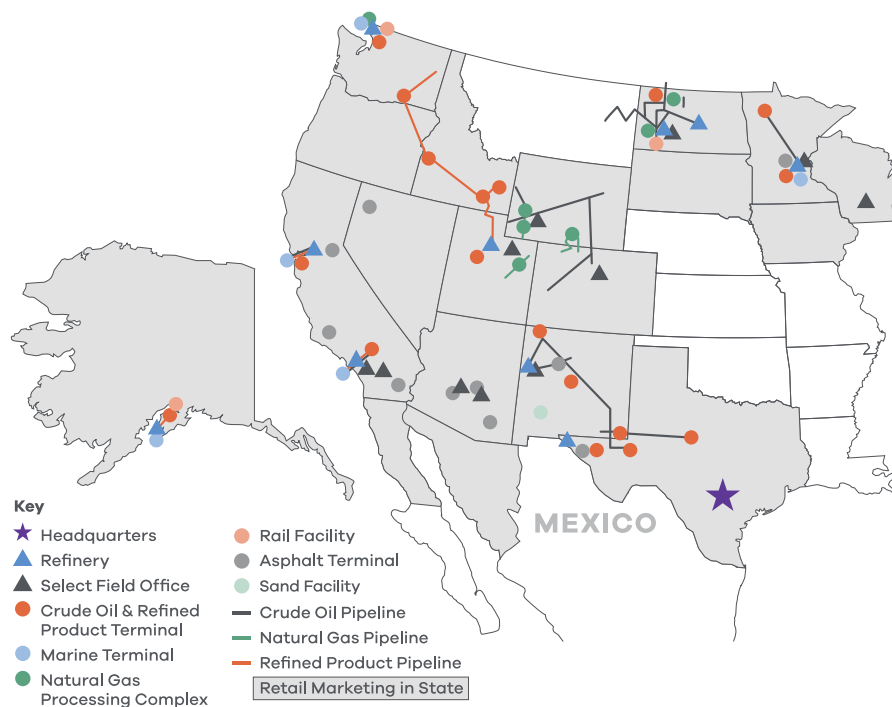 MEXICO
Key
Headquarters
Refinery
Select Field Office
Crude Oil & Refined
Product Terminal
Marine Terminal
Natural Gas
Processing Complex
Rail Facility
Asphalt Terminal
Sand Facility
Crude Oil Pipeline
Natural Gas Pipeline
Refined Product Pipeline
Retail Marketing in State